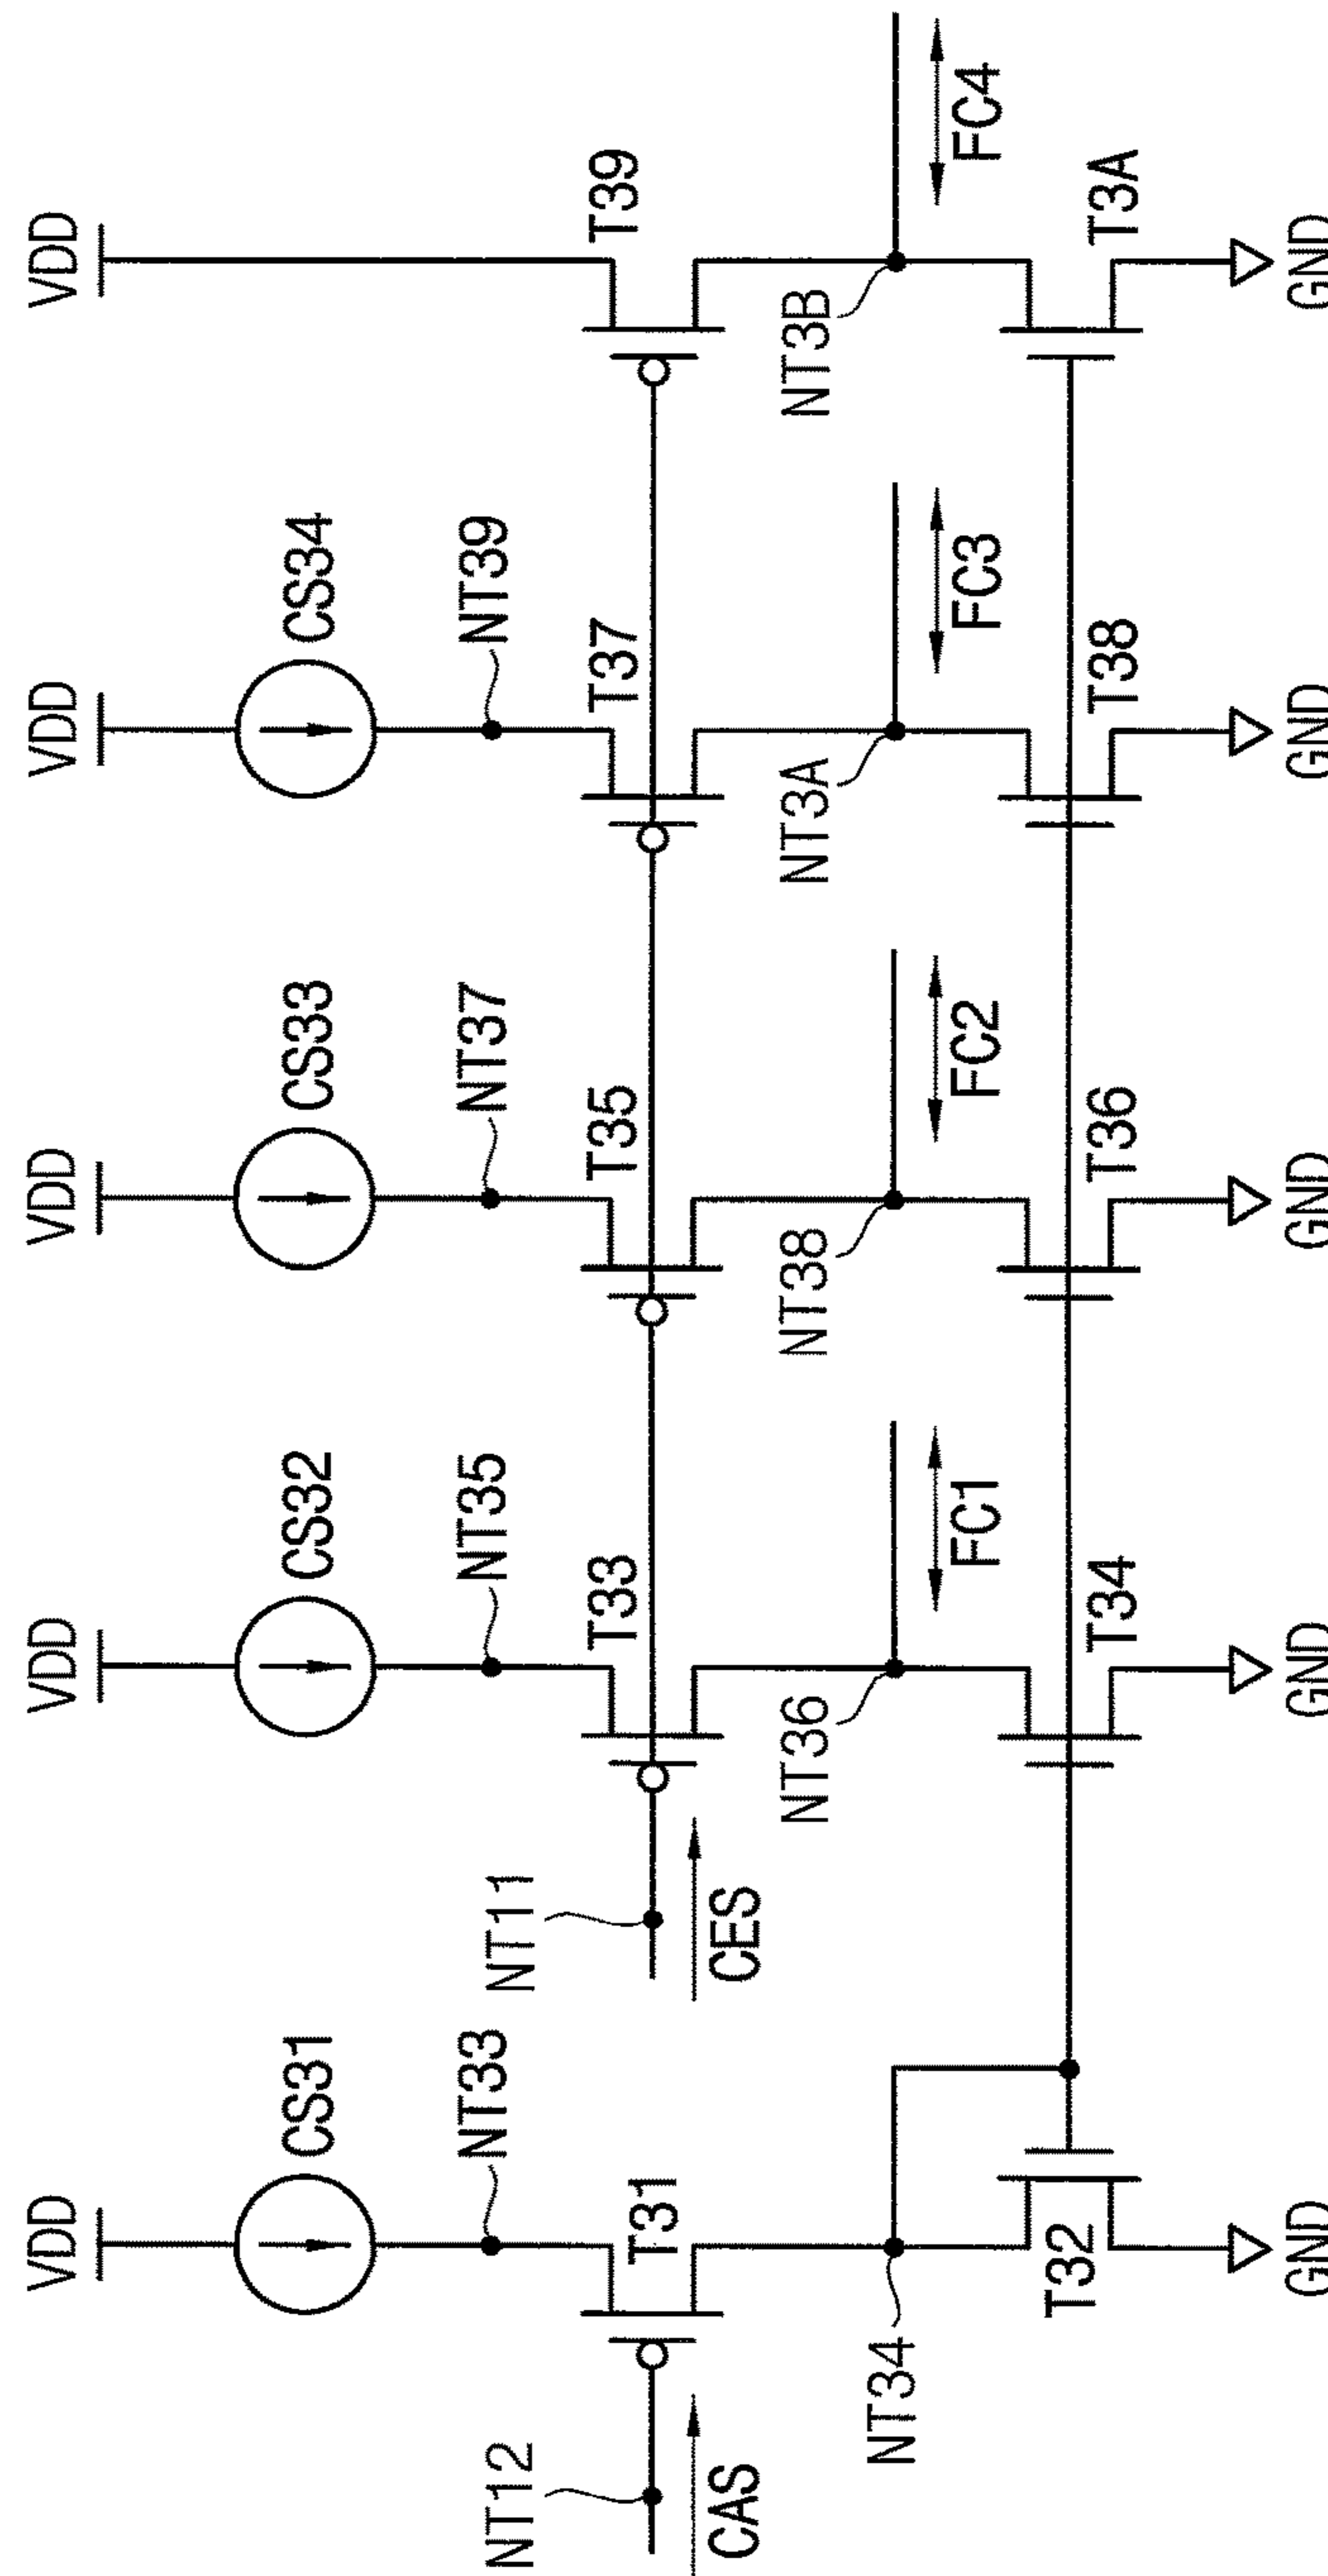 VDD
VDD
VDD
VDD
VDD
CS31
CS32
CS33
CS34
NT33
NT35
NT37
NT39
NT12
NT11
T31
T33
T35
T37
T39
CAS
CES
NT34
NT36
NT38
NT3A
NT3B
FC1
FC2
FC3
FC4
T32
T34
T36
T38
T3A
GND
GND
GND
GND
GND